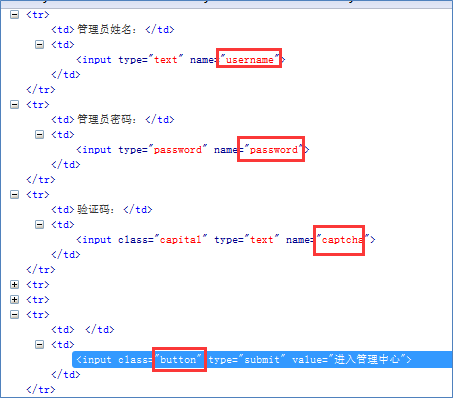 <tr>
<td>管理员姓名：</td>
<td>
<input type="text" name="username">
</td>
</tr>
<tr>
<td>管理员密码：</td>
<td>
<input type="password" name="password">
</td>
</tr>
<tr>
<td>验证码：</td>
<td>
<input class="capital" type="text" name="captcha">
</td>
</tr>
<tr>
<tr>
<tr>
<td> </td>
<td>
<input class="button" type="submit" value="进入管理中心">
</td>
</tr>